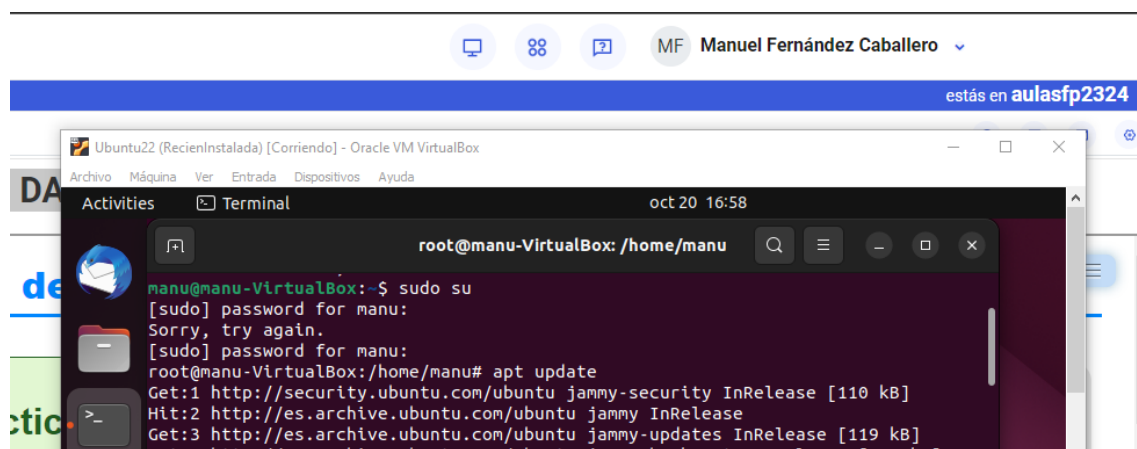 MF Manuel Fernández Caballero
estás en aulasfp2324
Ubuntu22 (RecienInstalada) [Corriendo] - Oracle VM VirtualBox
Archivo Máquina Ver Entrada Dispositivos Ayuda
DA
Activities Terminal oct 20 16:58
root@manu-VirtualBox: /home/manu
de
manu@manu-VirtualBox:~$ sudo su
[sudo] password for manu:
Sorry, try again.
[sudo] password for manu:
root@manu-VirtualBox:/home/manu# apt update
Get:1 http://security.ubuntu.com/ubuntu jammy-security InRelease [110 kB]
ctic
Hit:2 http://es.archive.ubuntu.com/ubuntu jammy InRelease
Get:3 http://es.archive.ubuntu.com/ubuntu jammy-updates InRelease [119 kB]